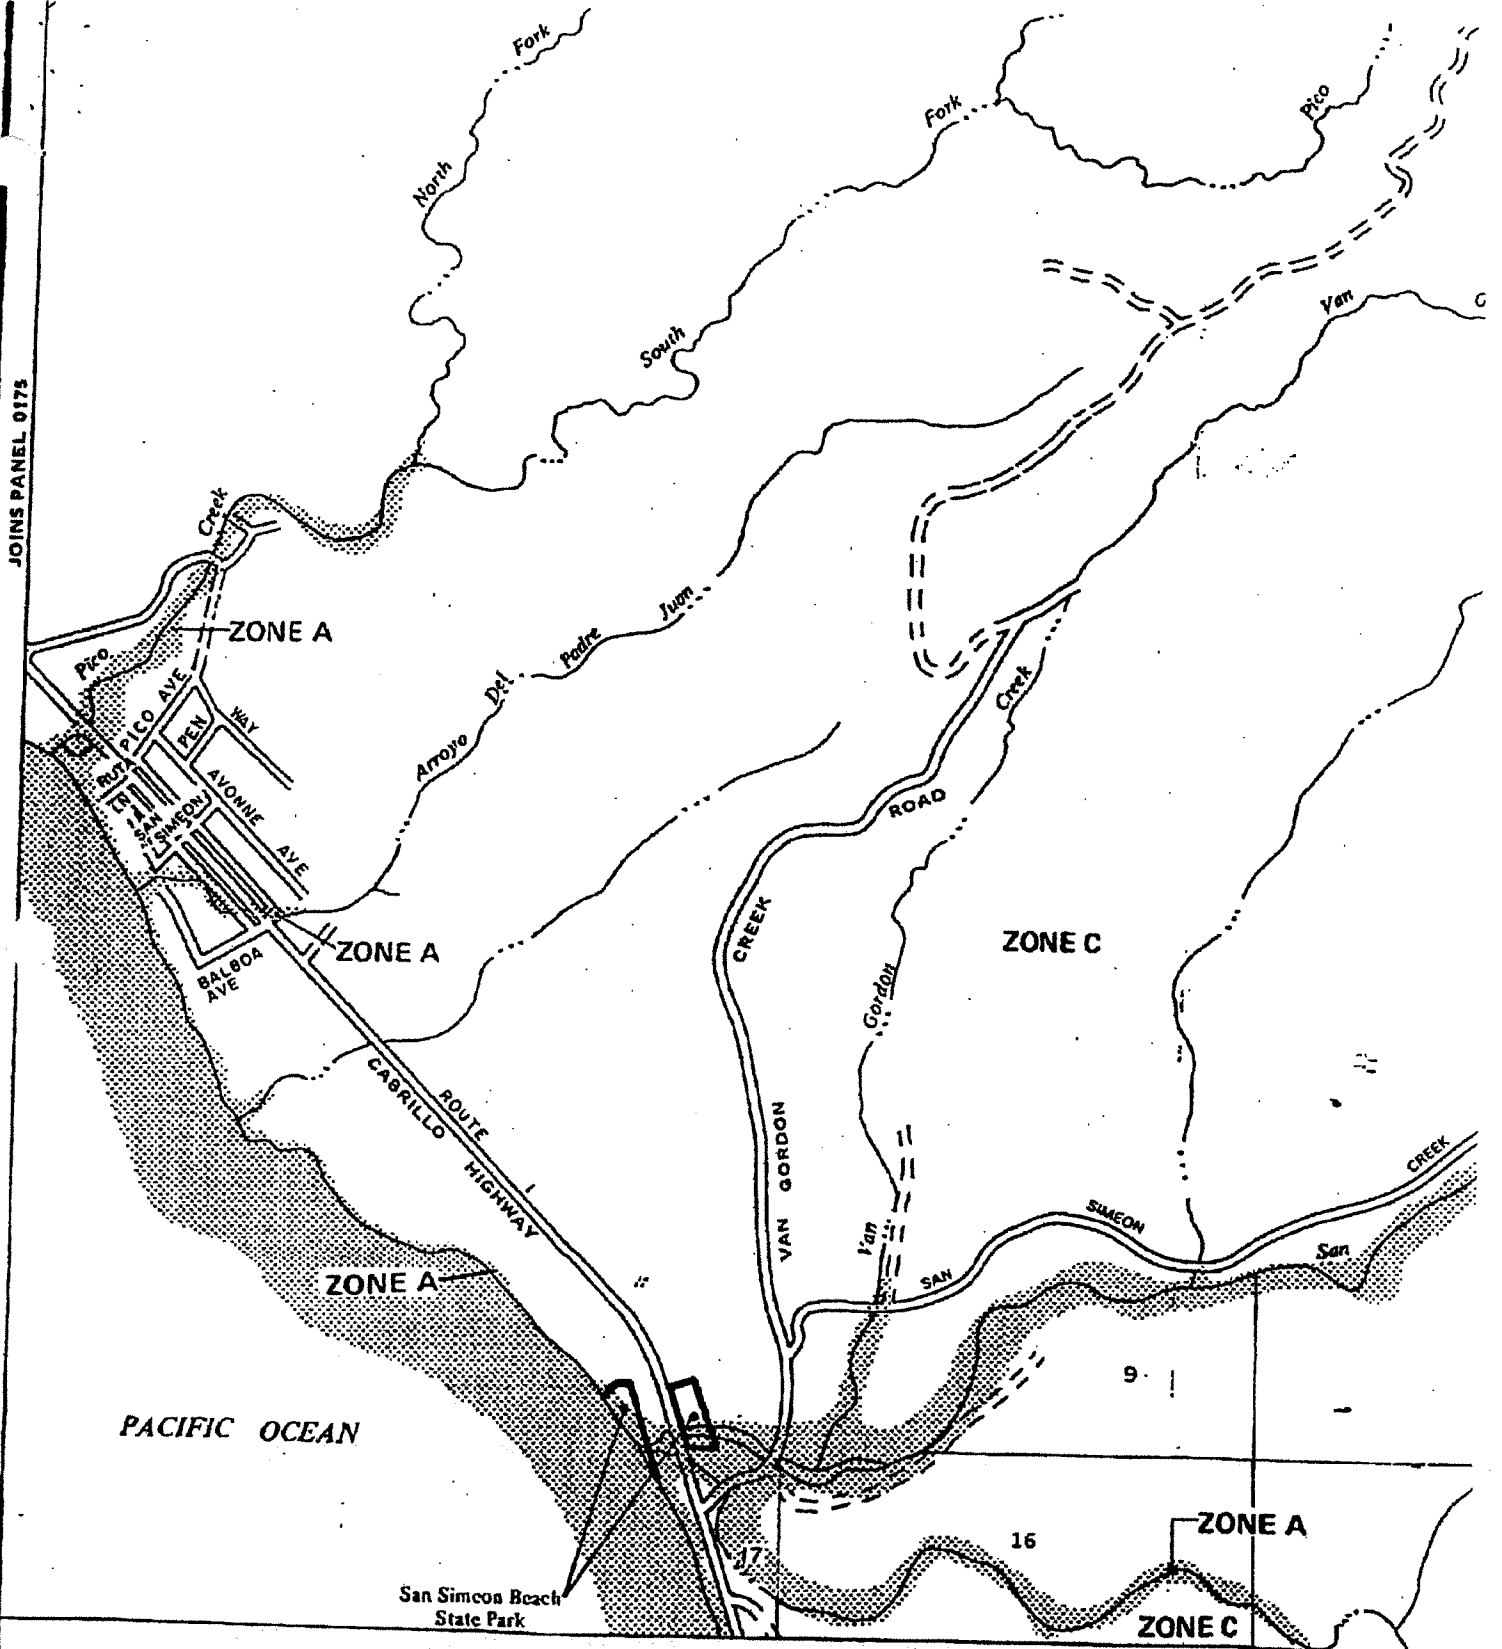 Fork
Fork
Pico
North
Van
South
JOINS PANEL 0175
Creek
Juan
Padre
ZONE A
Pico
Del
Creek
PICO AVE
PEN
WAY
Arroyo
RUTA
AVONNE
AVE
SAN
SIMEON
ROAD
CREEK
ZONE A
ZONE C
BALBOA
AVE
Gordon
CABRILLO
HIGHWAY
ROUTE
1
VAN GORDON
CREEK
SIMEON
San
Van
SAN
ZONE A
9
PACIFIC OCEAN
ZONE A
16
17
San Simeon Beach
State Park
ZONE C